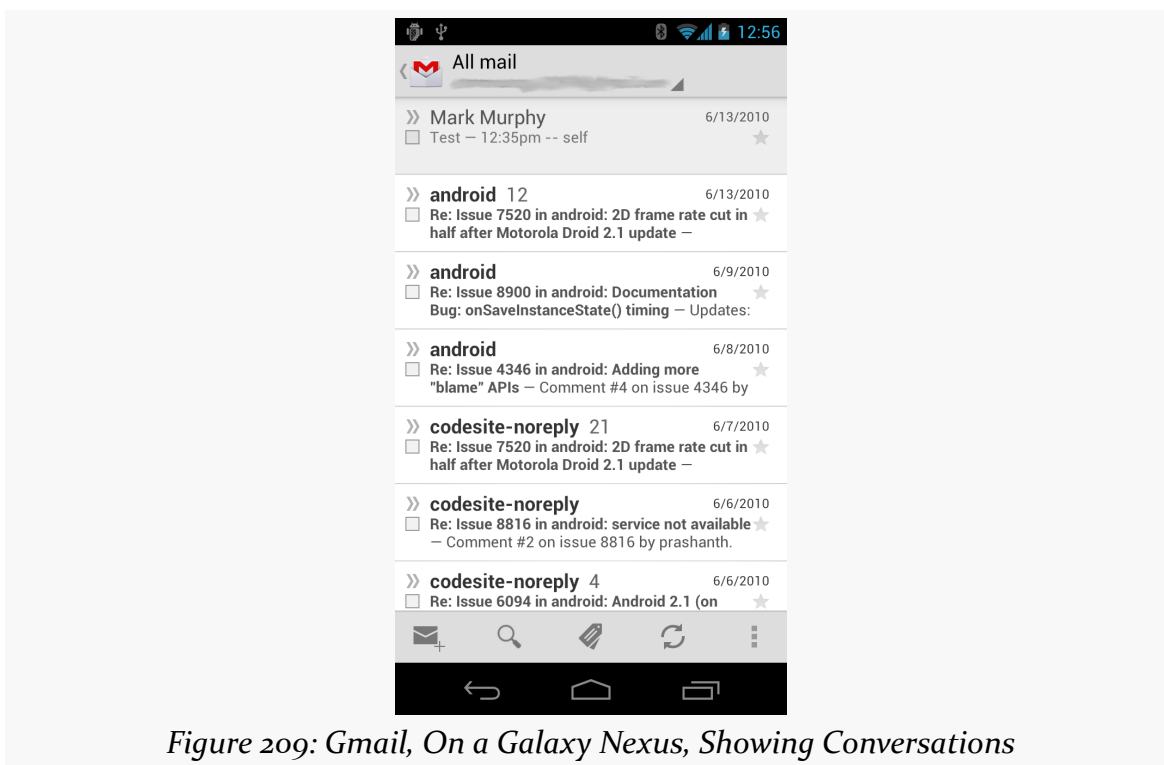 12:56
All mail
Mark Murphy 6/13/2010
Test — 12:35pm -- self
android 12 6/13/2010
Re: Issue 7520 in android: 2D frame rate cut in
half after Motorola Droid 2.1 update —
android 6/9/2010
Re: Issue 8900 in android: Documentation
Bug: onSaveInstanceState() timing — Updates:
android 6/8/2010
Re: Issue 4346 in android: Adding more
"blame" APIs — Comment #4 on issue 4346 by
codesite-noreply 21 6/7/2010
Re: Issue 7520 in android: 2D frame rate cut in
half after Motorola Droid 2.1 update —
codesite-noreply 6/6/2010
Re: Issue 8816 in android: service not available
— Comment #2 on issue 8816 by prashanth.
codesite-noreply 4 6/6/2010
Re: Issue 6094 in android: Android 2.1 (on
Figure 209: Gmail, On a Galaxy Nexus, Showing Conversations